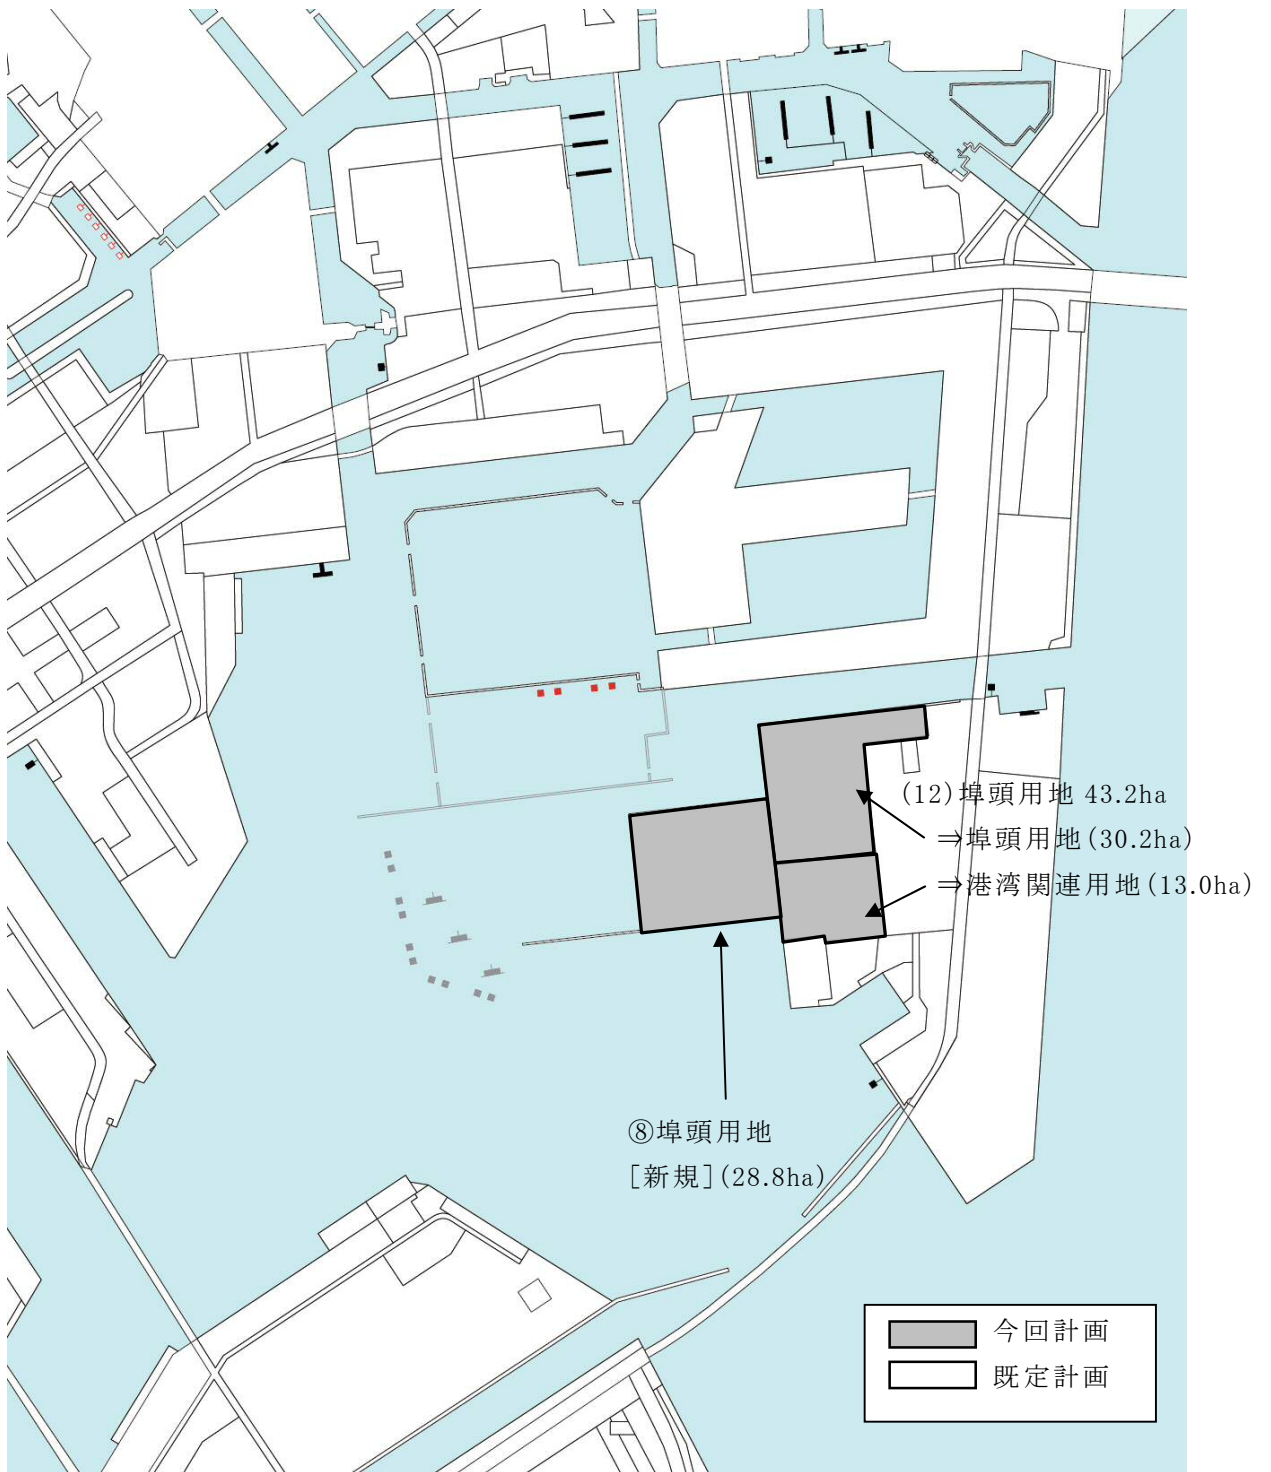 (12)埠頭用地 43.2ha
⇒埠頭用地(30.2ha)
⇒港湾関連用地(13.0ha)
⑧埠頭用地
[新規](28.8ha)
今回計画
既定計画